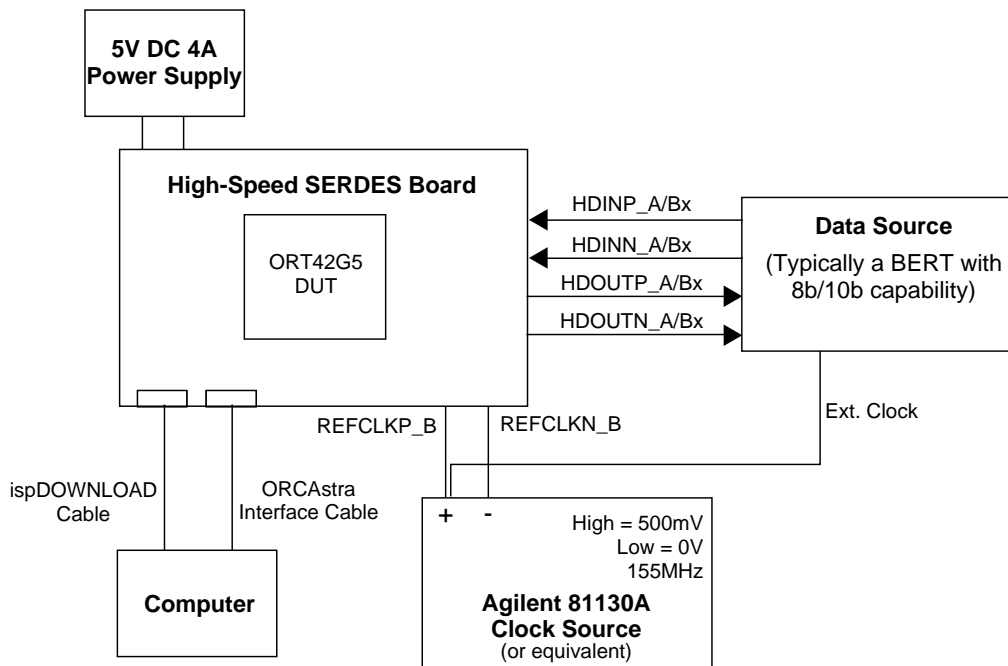 5V DC 4A
Power Supply
High-Speed SERDES Board
ORT42G5
DUT
HDINP_A/Bx
HDINN_A/Bx
HDOUTP_A/Bx
HDOUTN_A/Bx
Data Source
(Typically a BERT with
8b/10b capability)
REFCLKP_B
REFCLKN_B
Ext. Clock
ispDOWNLOAD
Cable
ORCAstra
Interface Cable
+ -
High = 500mV
Low = 0V
155MHz
Agilent 81130A
Clock Source
(or equivalent)
Computer